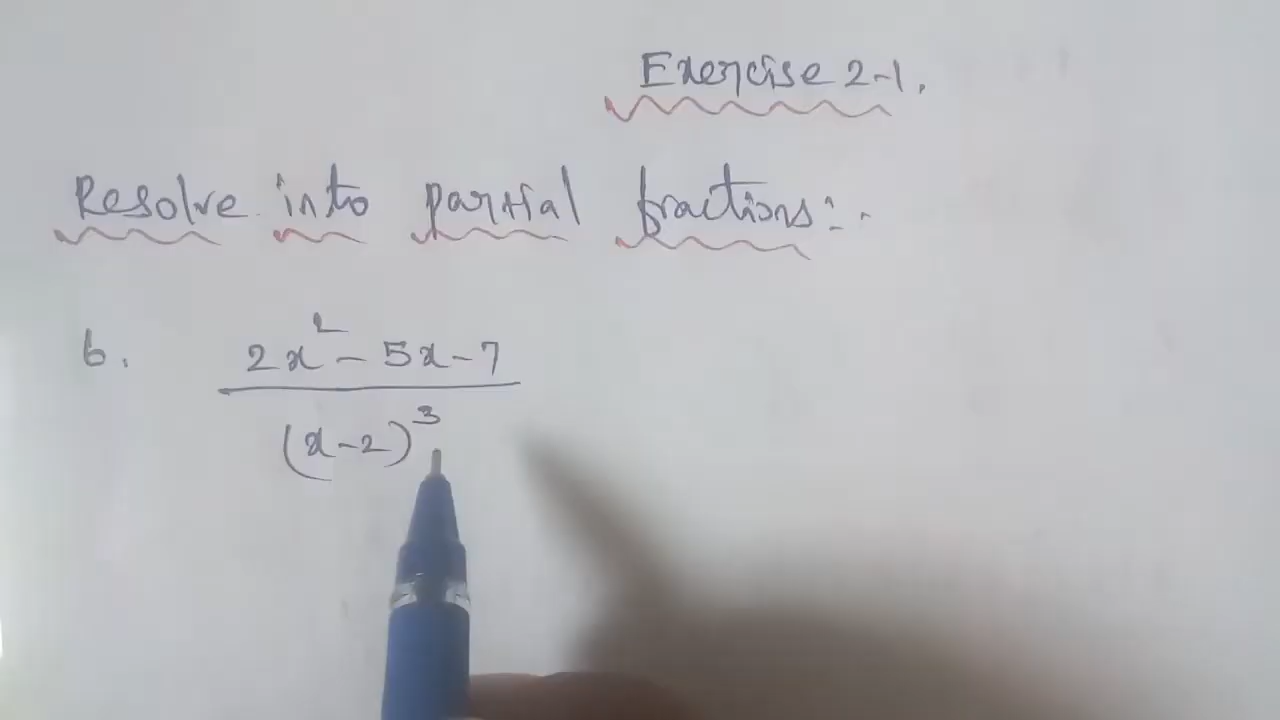 Exercise 2-1.
Resolve into partial fractions:-
6. 2x² - 5x - 7
(x-2)³